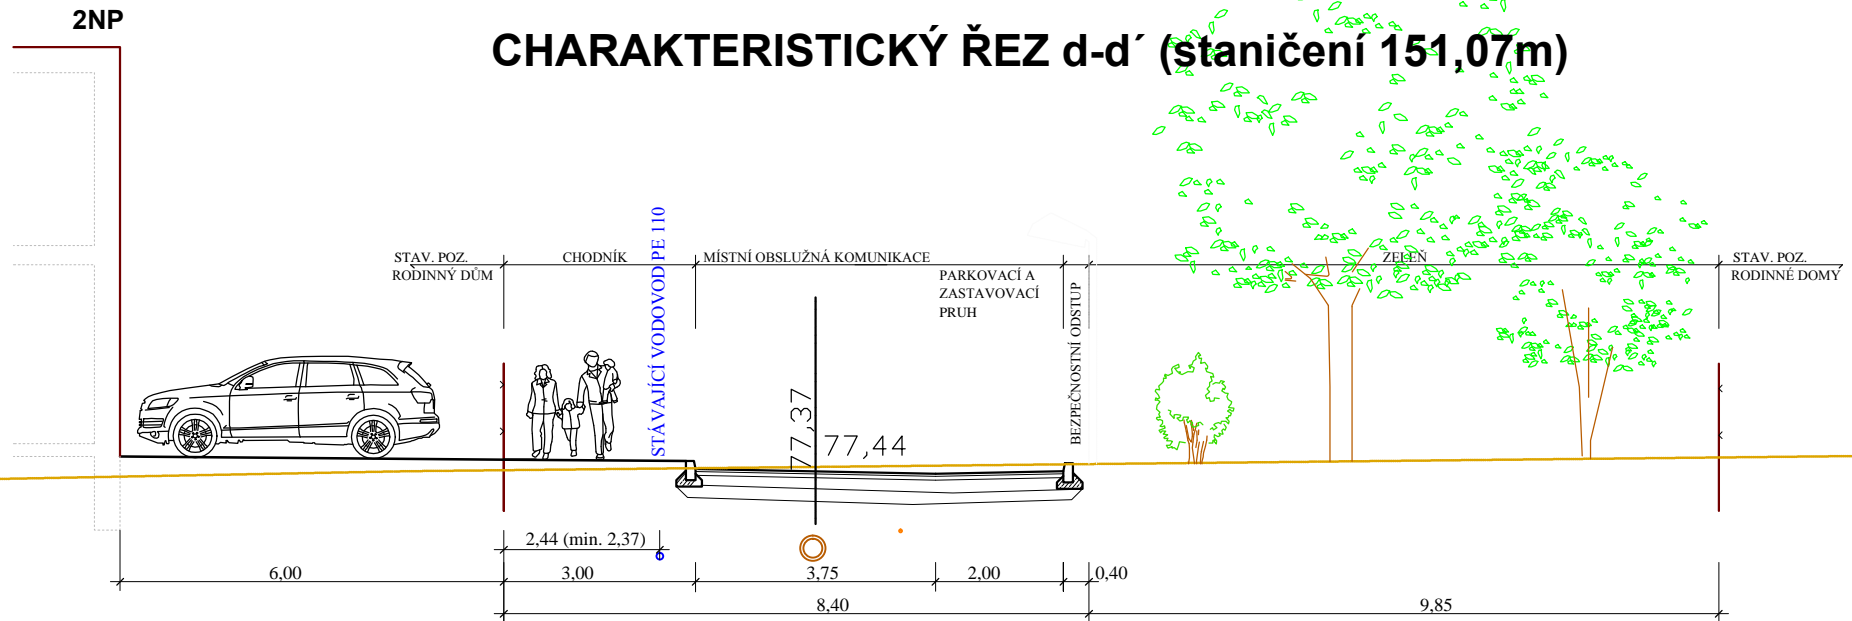 2NP
CHARAKTERISTICKÝ ŘEZ d-d´ (staničení 151,07m)
STAV. POZ.
RODINNÝ DŮM
CHODNÍK
STÁVAJÍCÍ VODOVOD PE 110
MÍSTNÍ OBSLUŽNÁ KOMUNIKACE
PARKOVACÍ A
ZASTAVOVACÍ
PRUH
BEZPEČNOSTNÍ ODSTUP
ZELEŇ
STAV. POZ.
RODINNÉ DOMY
77,37
77,44
2,44 (min. 2,37)
6,00
3,00
3,75
2,00
0,40
8,40
9,85